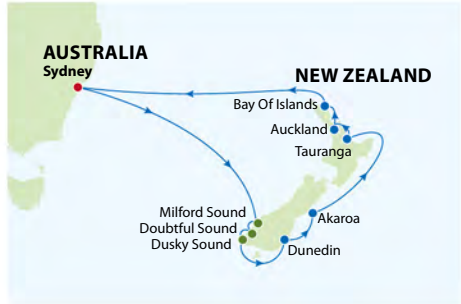 AUSTRALIA
Sydney
NEW ZEALAND
Bay Of Islands
Auckland
Tauranga
Milford Sound
Doubtful Sound
Dusky Sound
Akaroa
Dunedin